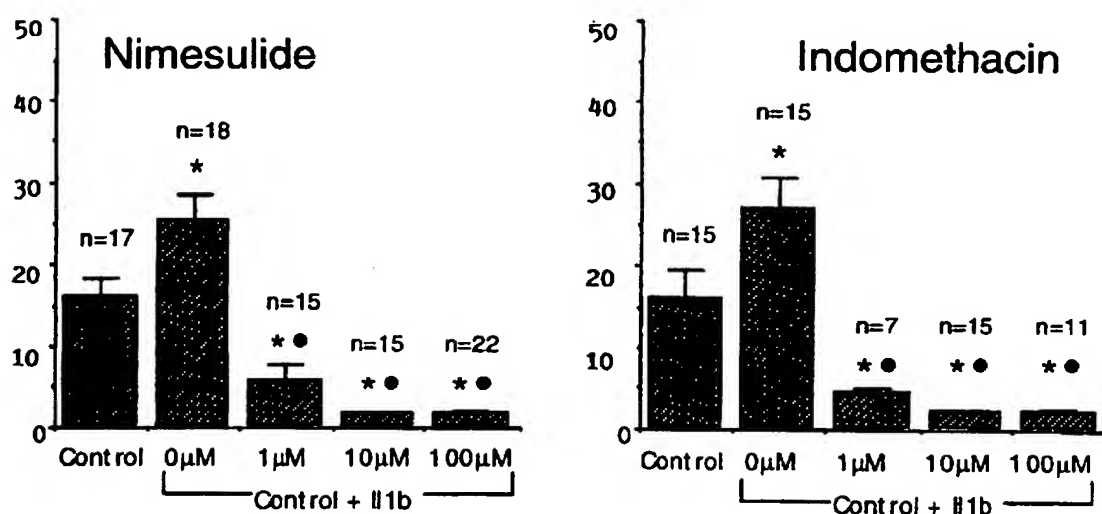 Nimesulide
50
40
30
20
10
0
n=17
n=18
*
n=15
* ●
n=15
* ●
n=22
* ●
Control 0µM 1µM 10µM 100µM
Control + Il1b
Indomethacin
50
40
30
20
10
0
n=15
n=15
*
n=7
* ●
n=15
* ●
n=11
* ●
Control 0µM 1µM 10µM 100µM
Control + Il1b